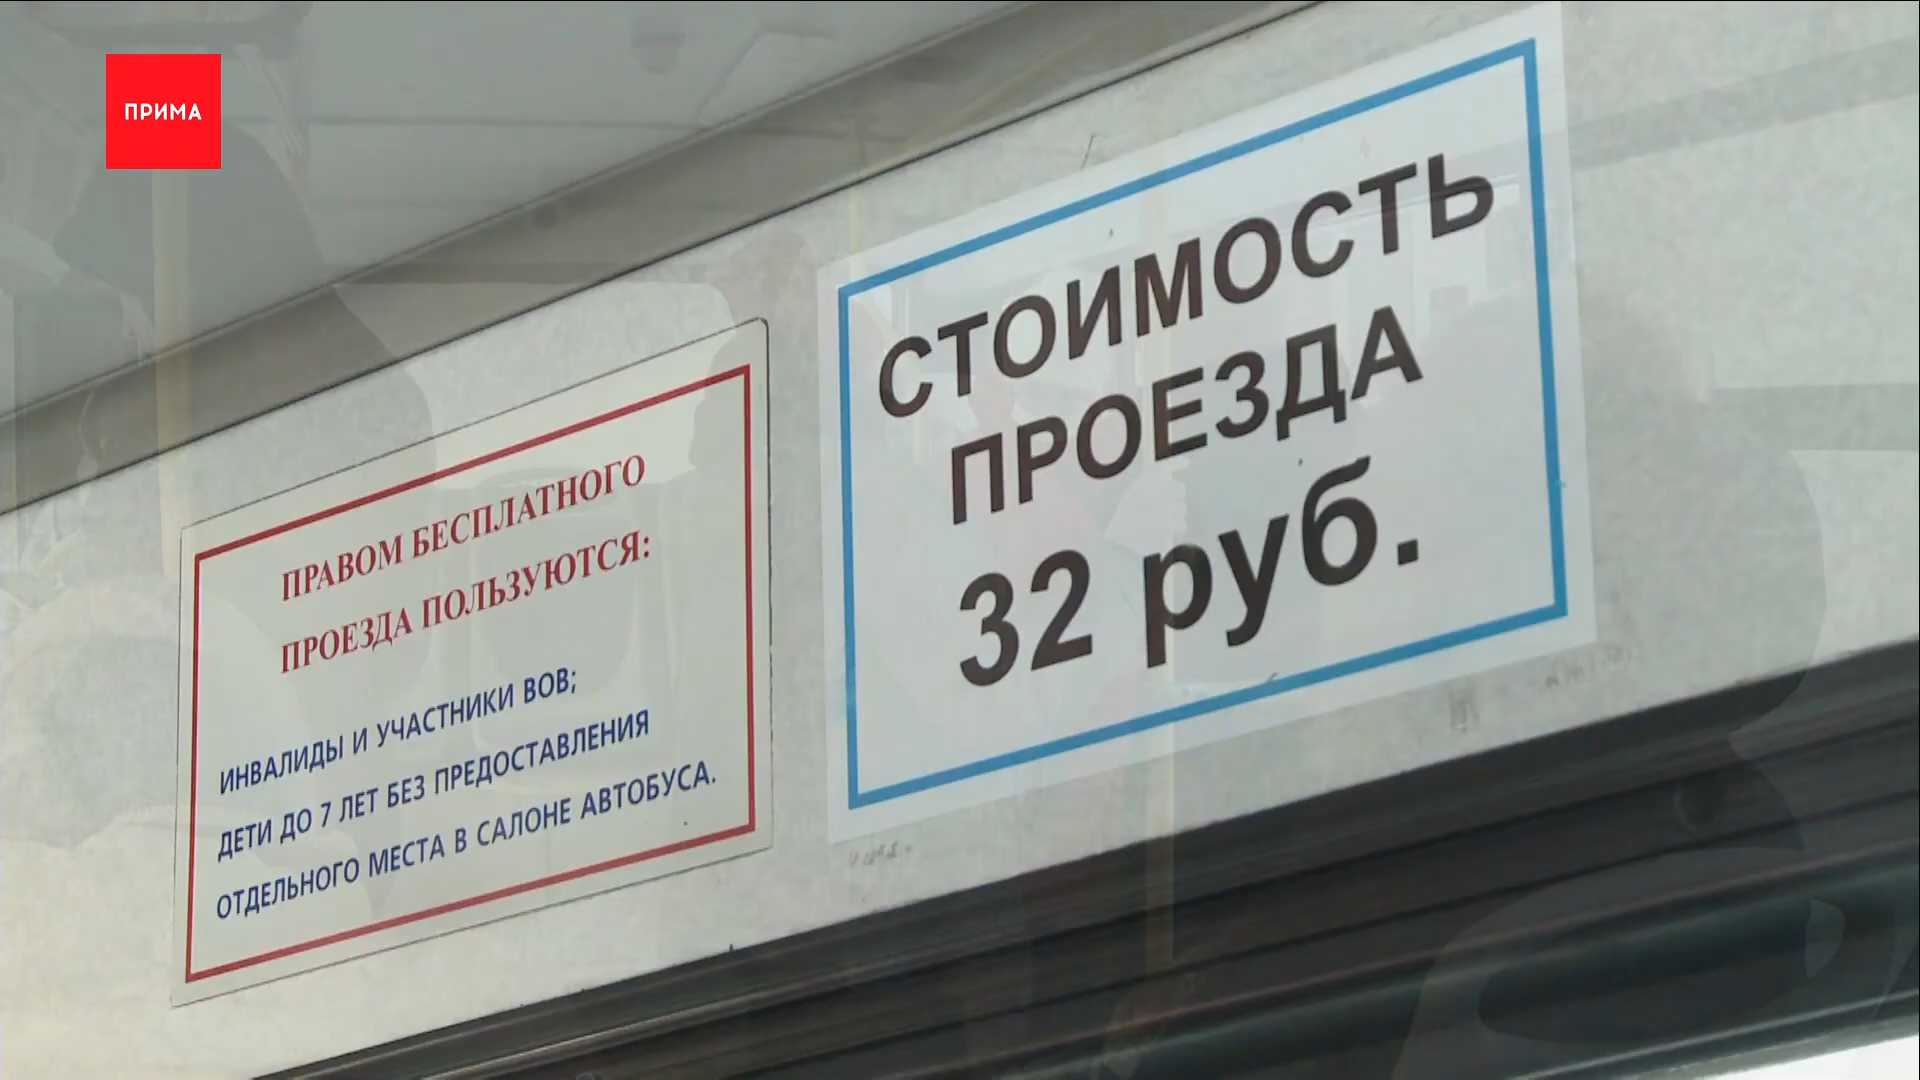 ПРИМА
ПРАВОМ БЕСПЛАТНОГО
ПРОЕЗДА ПОЛЬЗУЮТСЯ:
ИНВАЛИДЫ И УЧАСТНИКИ ВОВ;
ДЕТИ ДО 7 ЛЕТ БЕЗ ПРЕДОСТАВЛЕНИЯ
ОТДЕЛЬНОГО МЕСТА В САЛОНЕ АВТОБУСА.
СТОИМОСТЬ
ПРОЕЗДА
32 руб.